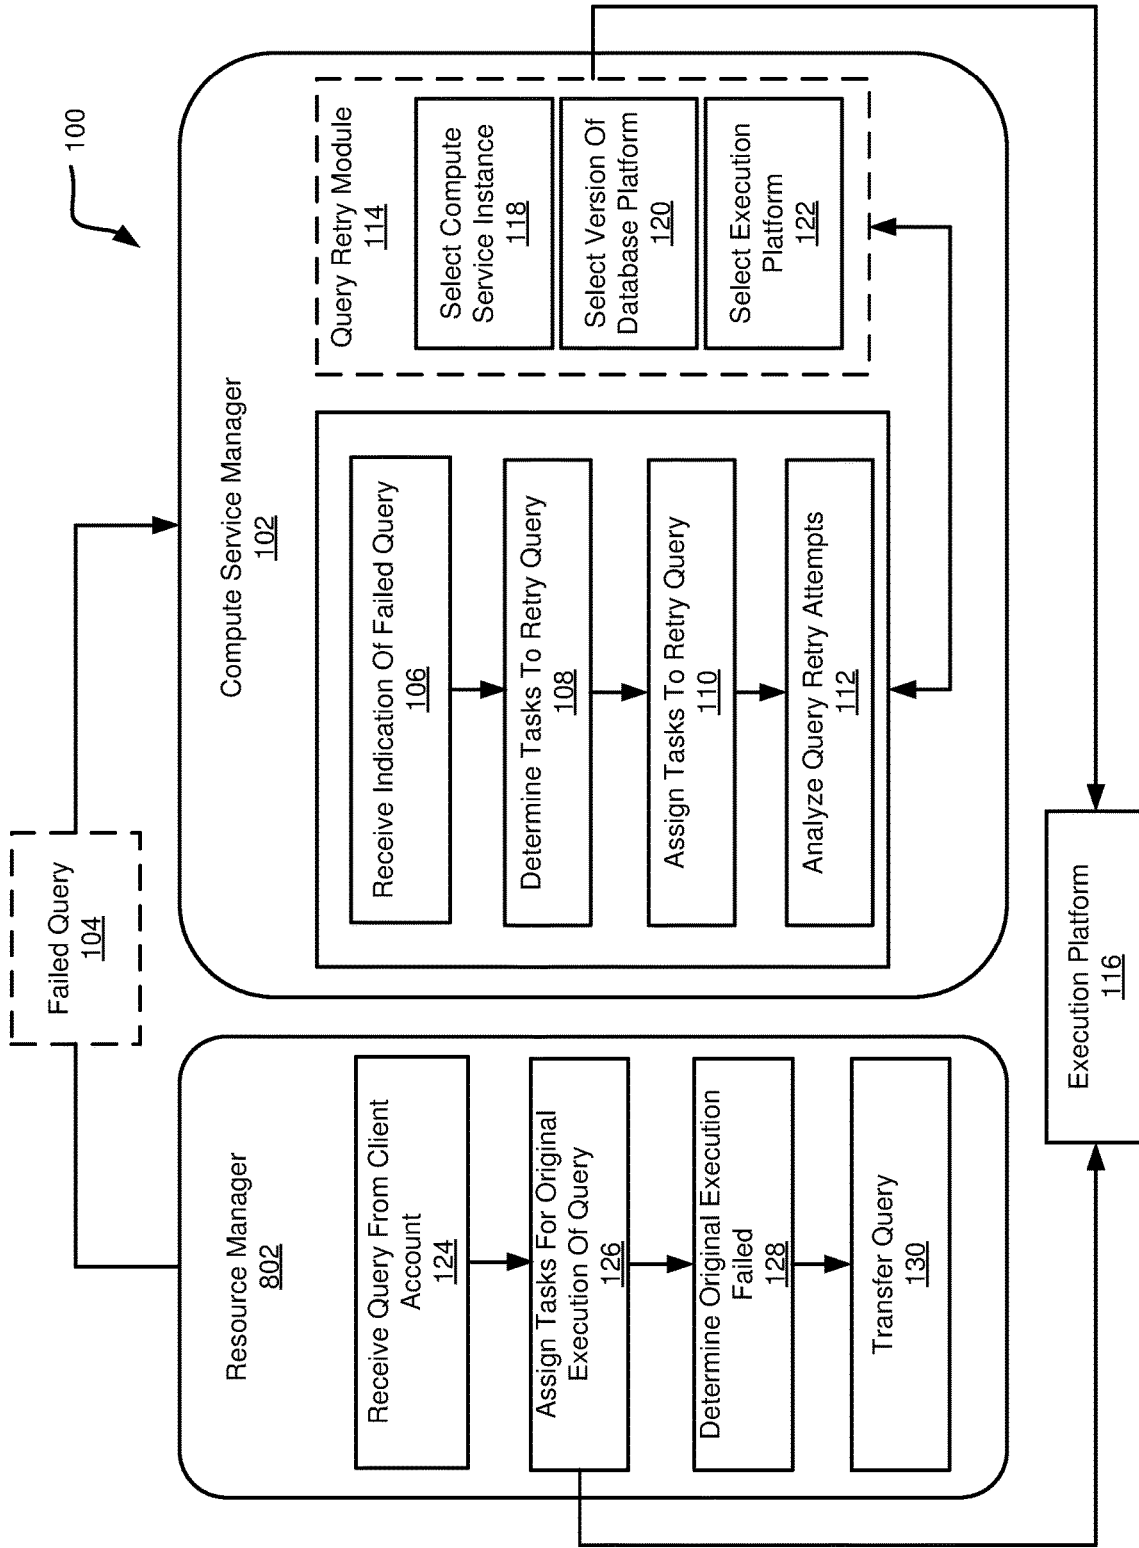 100
Failed Query
104
Resource Manager
802
Receive Query From Client
Account
124
Assign Tasks For Original
Execution Of Query
126
Determine Original Execution
Failed
128
Transfer Query
130
Compute Service Manager
102
Receive Indication Of Failed Query
106
Determine Tasks To Retry Query
108
Assign Tasks To Retry Query
110
Analyze Query Retry Attempts
112
Query Retry Module
114
Select Compute
Service Instance
118
Select Version Of
Database Platform
120
Select Execution
Platform
122
Execution Platform
116